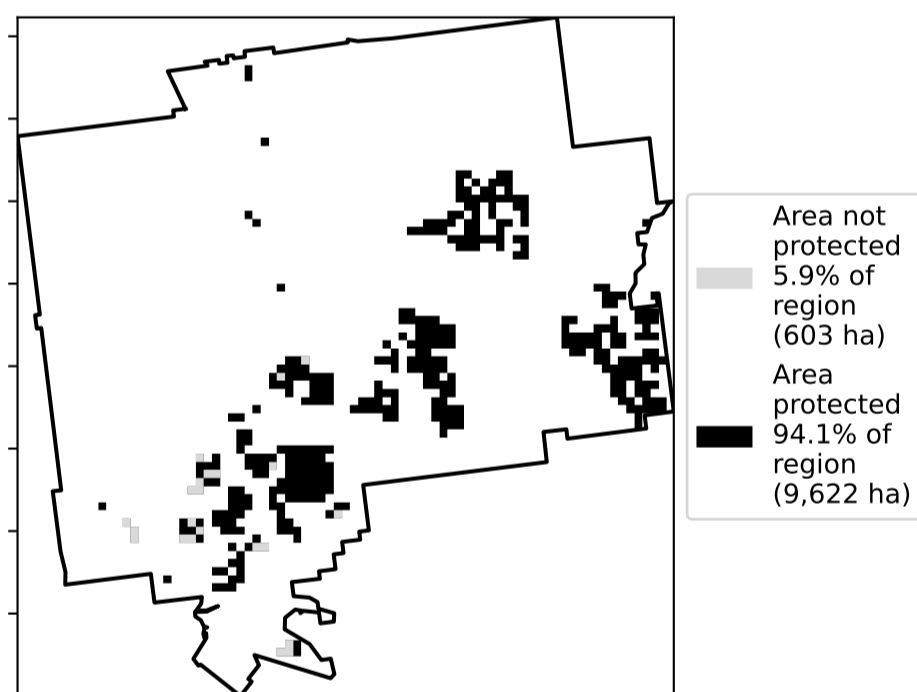 Area not
protected
5.9% of
region
(603 ha)
Area
protected
94.1% of
region
(9,622 ha)